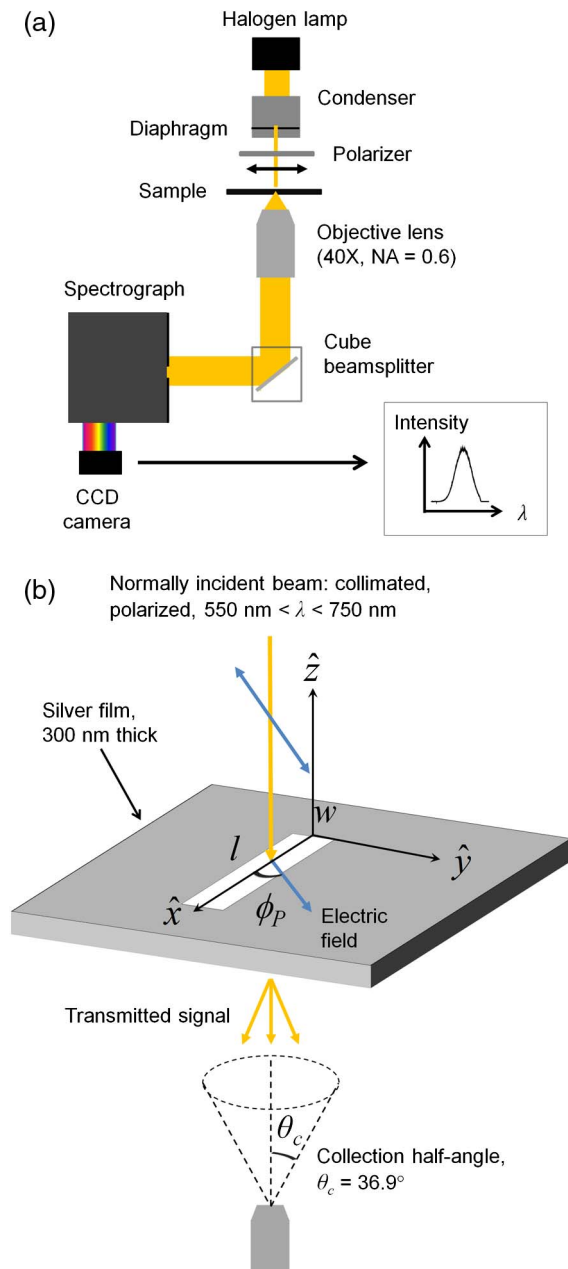 (a)
Halogen lamp
Condenser
Diaphragm
Polarizer
Sample
Objective lens
(40X, NA = 0.6)
Spectrograph
Cube
beamsplitter
Intensity
λ
CCD
camera
(b)
Normally incident beam: collimated,
polarized, 550 nm < λ < 750 nm
ẑ
Silver film,
300 nm thick
w
l
ŷ
x̂
ϕP
Electric
field
Transmitted signal
θc
Collection half-angle,
θc = 36.9°